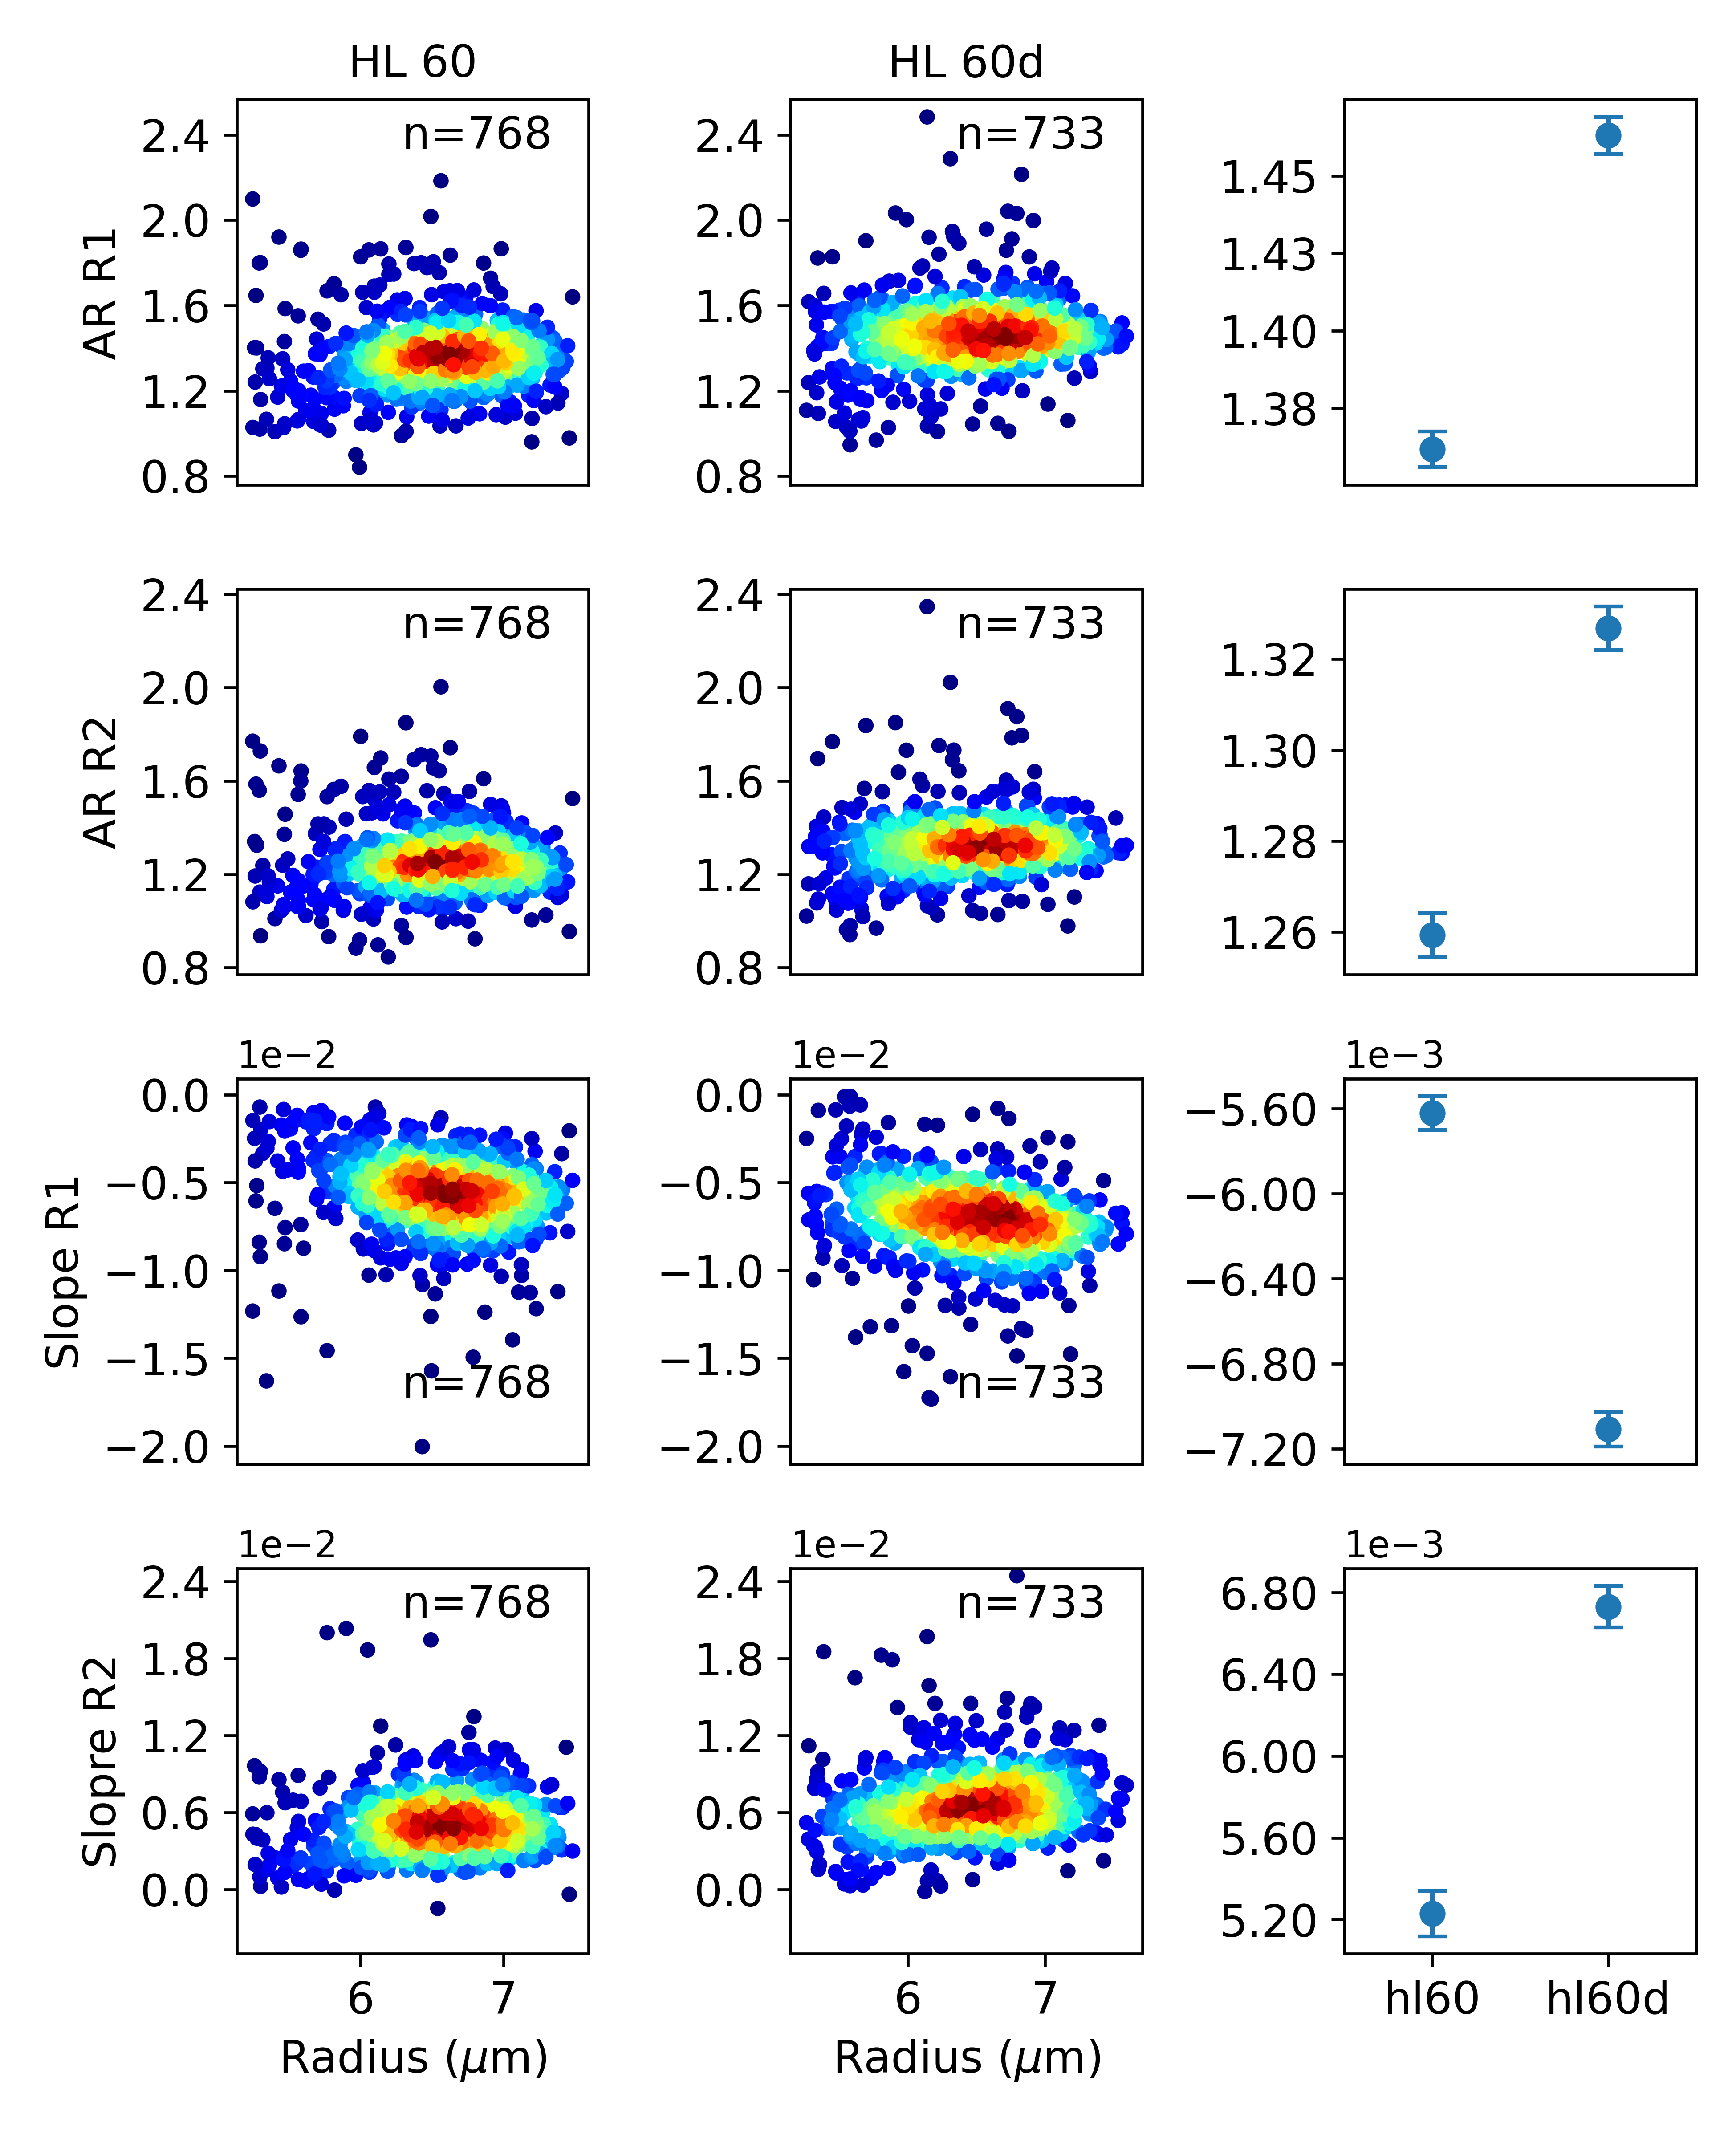 HL 60
HL 60d
AR R1
2.4
2.0
1.6
1.2
0.8
n=768
2.4
2.0
1.6
1.2
0.8
n=733
1.45
1.43
1.40
1.38
AR R2
2.4
2.0
1.6
1.2
0.8
n=768
2.4
2.0
1.6
1.2
0.8
n=733
1.32
1.30
1.28
1.26
Slope R1
1e−2
0.0
−0.5
−1.0
−1.5
−2.0
n=768
1e−2
0.0
−0.5
−1.0
−1.5
−2.0
n=733
1e−3
−5.60
−6.00
−6.40
−6.80
−7.20
Slopre R2
1e−2
2.4
1.8
1.2
0.6
0.0
n=768
6 7
Radius (μm)
1e−2
2.4
1.8
1.2
0.6
0.0
n=733
6 7
Radius (μm)
1e−3
6.80
6.40
6.00
5.60
5.20
hl60 hl60d